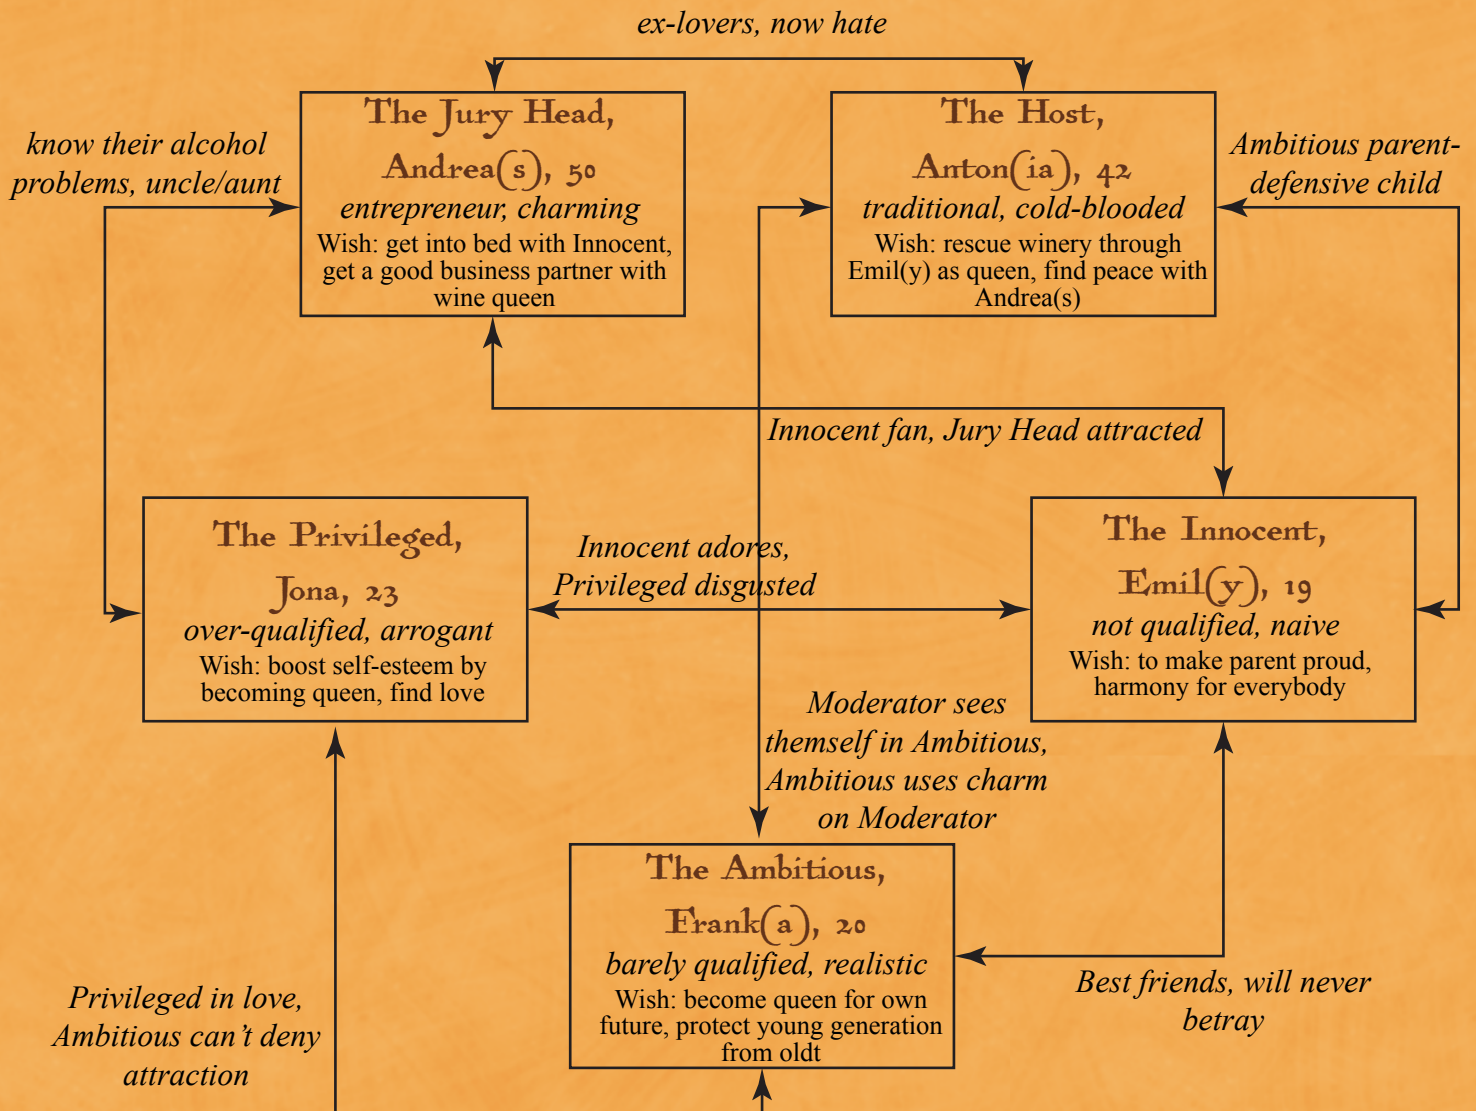 ex-lovers, now hate
The Jury Head,
Andrea(s), 50
entrepreneur, charming
Wish: get into bed with Innocent,
get a good business partner with
wine queen
The Host,
Anton(ia), 42
traditional, cold-blooded
Wish: rescue winery through
Emil(y) as queen, find peace with
Andrea(s)
know their alcohol
problems, uncle/aunt
Ambitious parent-
defensive child
Innocent fan, Jury Head attracted
The Privileged,
Jona, 23
over-qualified, arrogant
Wish: boost self-esteem by
becoming queen, find love
Innocent adores,
Privileged disgusted
The Innocent,
Emil(y), 19
not qualified, naive
Wish: to make parent proud,
harmony for everybody
Moderator sees
themself in Ambitious,
Ambitious uses charm
on Moderator
The Ambitious,
Frank(a), 20
barely qualified, realistic
Wish: become queen for own
future, protect young generation
from oldt
Privileged in love,
Ambitious can't deny
attraction
Best friends, will never
betray